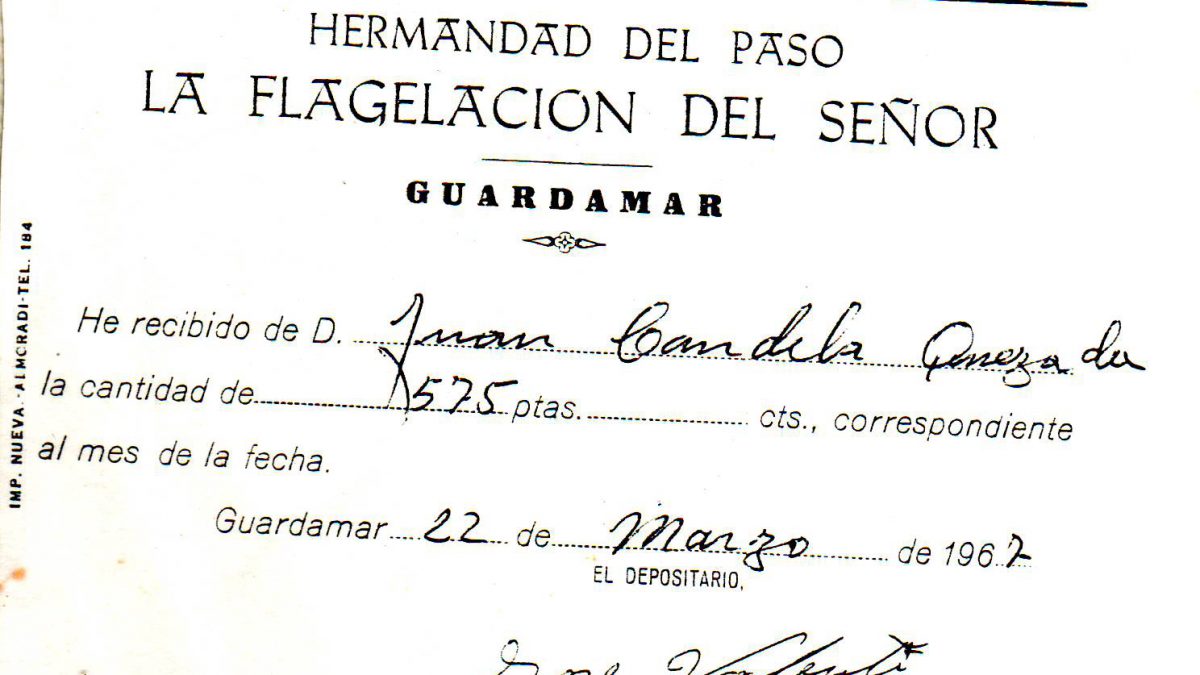 HERMANDAD DEL PASO
LA FLAGELACION DEL SEÑOR
GUARDAMAR
He recibido de D. Juan Candela
la cantidad de 575 ptas. cts., correspondiente
al mes de la fecha.
Guardamar 22 de Marzo de 1967
EL DEPOSITARIO,
IMP. NUEVA.-ALMORADI-TEL. 184